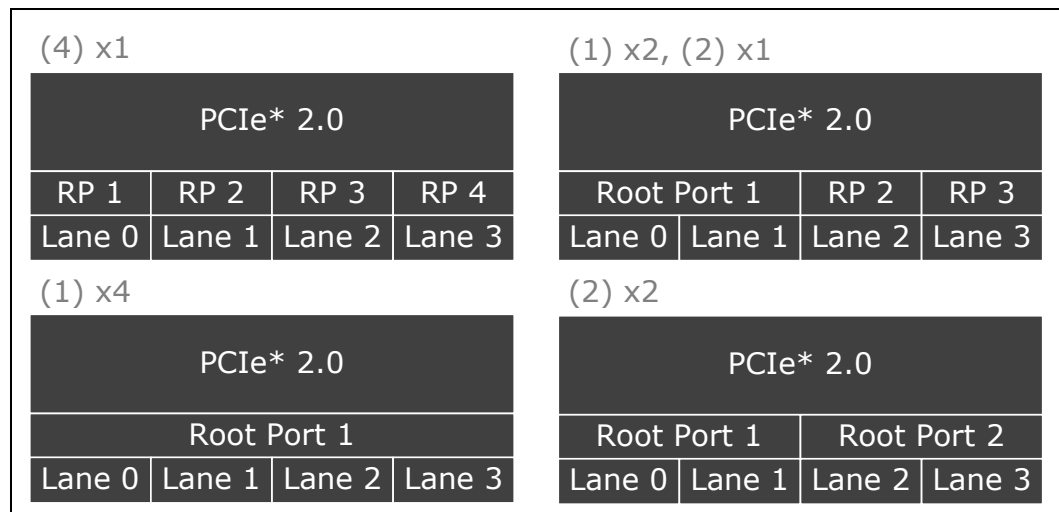 (4) x1
PCIe* 2.0
RP 1 RP 2 RP 3 RP 4
Lane 0 Lane 1 Lane 2 Lane 3
(1) x2, (2) x1
PCIe* 2.0
Root Port 1 RP 2 RP 3
Lane 0 Lane 1 Lane 2 Lane 3
(1) x4
PCIe* 2.0
Root Port 1
Lane 0 Lane 1 Lane 2 Lane 3
(2) x2
PCIe* 2.0
Root Port 1 Root Port 2
Lane 0 Lane 1 Lane 2 Lane 3